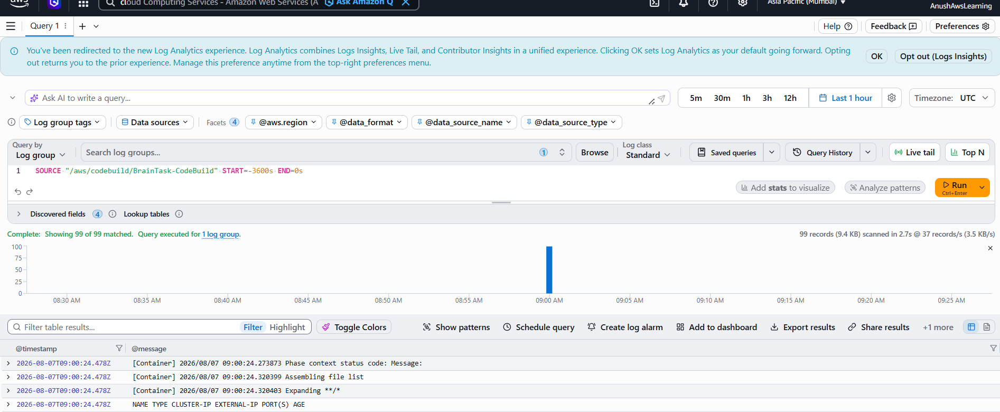 aws cloud Computing Services - Amazon Web Services (A Ask Amazon Q Asia Pacific (Mumbai) ▼
AnushAwsLearning
Query 1 Help Feedback Preferences
You've been redirected to the new Log Analytics experience. Log Analytics combines Logs Insights, Live Tail, and Contributor Insights in a unified experience. Clicking OK sets Log Analytics as your default going forward. Opting
out returns you to the prior experience. Manage this preference anytime from the top-right preferences menu.
OK Opt out (Logs Insights)
Ask AI to write a query... 5m 30m 1h 3h 12h Last 1 hour Timezone: UTC
Log group tags Data sources Facets 4 @aws.region @data_format @data_source_name @data_source_type
Query by
Log group Search log groups... 1 Browse
Log class
Standard Saved queries Query History Live tail Top N
1 SOURCE "/aws/codebuild/BrainTask-CodeBuild" START=-3600s END=0s
Add stats to visualize Analyze patterns Run
Ctrl+Enter
Discovered fields 4 Lookup tables
Complete: Showing 99 of 99 matched. Query executed for 1 log group. 99 records (9.4 KB) scanned in 2.7s @ 37 records/s (3.5 KB/s)
100
75
50
25
0
08:30 AM 08:35 AM 08:40 AM 08:45 AM 08:50 AM 08:55 AM 09:00 AM 09:05 AM 09:10 AM 09:15 AM 09:20 AM 09:25 AM
Filter table results... Filter Highlight Toggle Colors Show patterns Schedule query Create log alarm Add to dashboard Export results Share results +1 more
@timestamp @message
2026-08-07T09:00:24.478Z [Container] 2026/08/07 09:00:24.273873 Phase context status code: Message:
2026-08-07T09:00:24.478Z [Container] 2026/08/07 09:00:24.320399 Assembling file list
2026-08-07T09:00:24.478Z [Container] 2026/08/07 09:00:24.320403 Expanding **/*
2026-08-07T09:00:24.478Z NAME TYPE CLUSTER-IP EXTERNAL-IP PORT(S) AGE